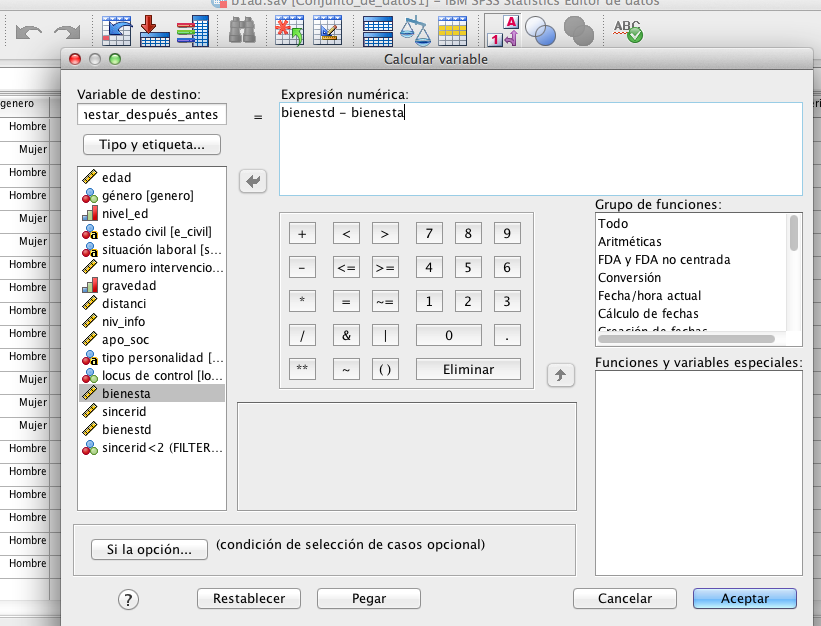 b1ad.sav [Conjunto_de_datos1] – IBM SPSS Statistics Editor de datos
A
1
ABC
Calcular variable
Variable de destino:
nestar_después_antes
=
Expresión numérica:
bienestd – bienesta
Tipo y etiqueta...
edad
género [genero]
nivel_ed
estado civil [e_civil]
situación laboral [s...
numero intervencio...
gravedad
distanci
niv_info
apo_soc
tipo personalidad [...
locus de control [lo...
bienesta
sincerid
bienestd
sincerid<2 (FILTER...
+ < > 7 8 9
– <= >= 4 5 6
* = ~= 1 2 3
/ & | 0 .
** ~ () Eliminar
Grupo de funciones:
Todo
Aritméticas
FDA y FDA no centrada
Conversión
Fecha/hora actual
Cálculo de fechas
Creación de fechas
Funciones y variables especiales:
Si la opción...
(condición de selección de casos opcional)
?
Restablecer
Pegar
Cancelar
Aceptar
genero
Hombre
Mujer
Hombre
Hombre
Mujer
Mujer
Hombre
Hombre
Hombre
Hombre
Hombre
Mujer
Mujer
Mujer
Hombre
Hombre
Hombre
Hombre
Hombre
Hombre